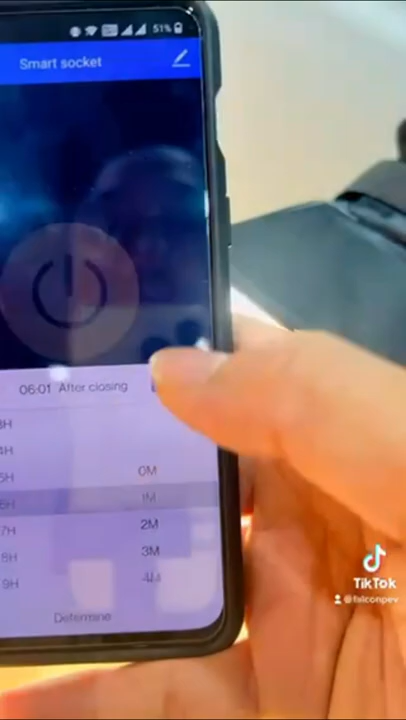 51%
Smart socket
06:01 After closing
4H
5H 0M
6H 1M
7H 2M
8H 3M
9H 4M
Determine
TikTok
@falconpev